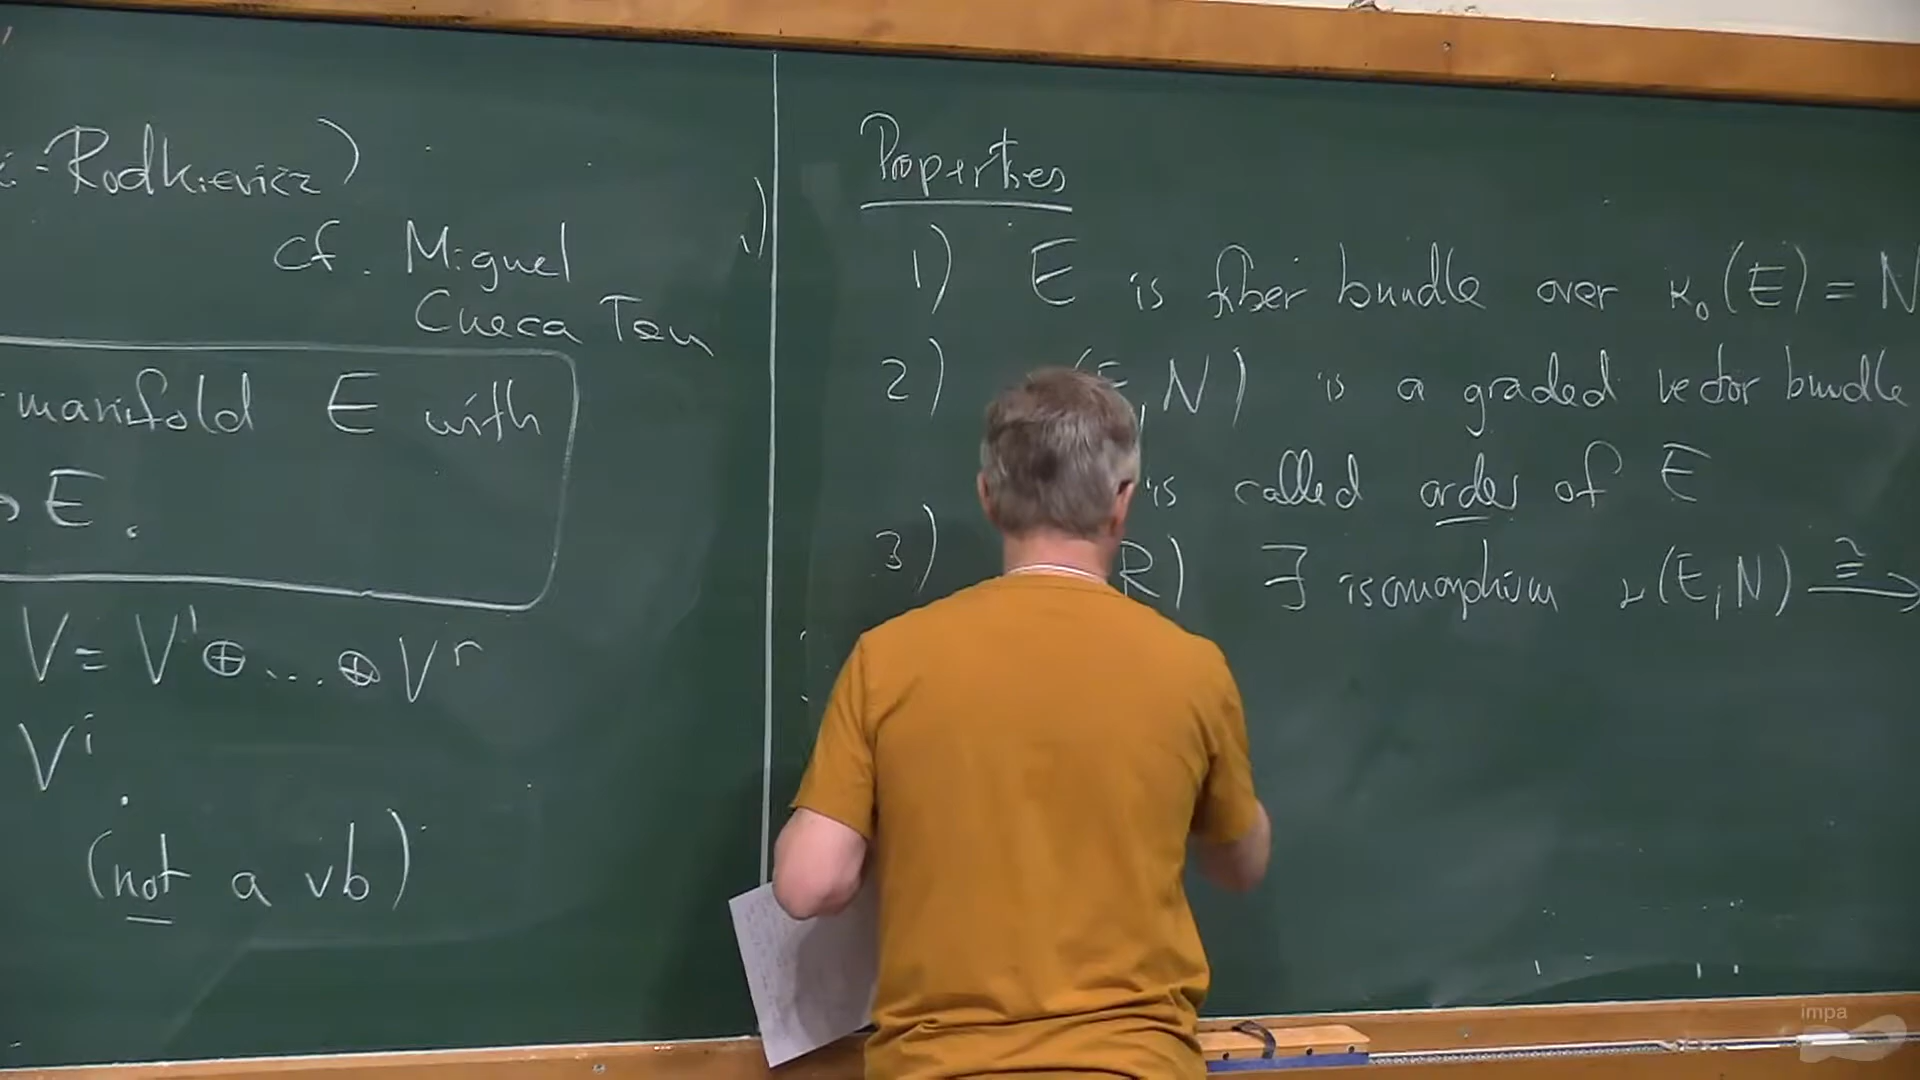 -Rodkievicz)
cf. Miguel
Cueca Ten
manifold E with
→ E.
V = V¹ ⊕ ... ⊕ Vʳ
Vⁱ
(not a vb)
Properties
1) E is fiber bundle over κ₀(E) = N
2) , N) is a graded vector bundle
is called order of E
3) R) ∃ isomorphism ν(E, N) ≅→
impa